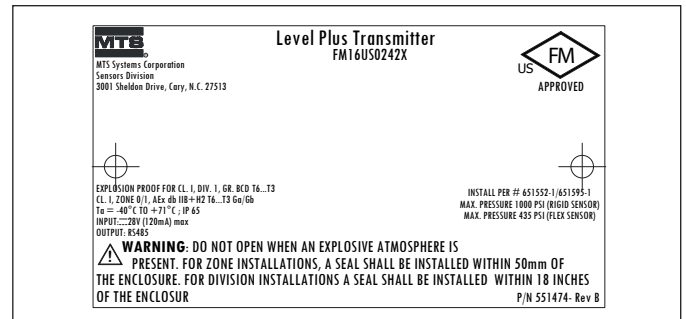 MTS
Level Plus Transmitter
FM16US0242X
MTS Systems Corporation
Sensors Division
3001 Sheldon Drive, Cary, N.C. 27513
FM
US
APPROVED
EXPLOSION PROOF FOR CL. I, DIV. 1, GR. BCD T6...T3
CL. I, ZONE 0/1, AEx db IIB+H2 T6...T3 Ga/Gb
Ta = -40°C TO +71°C ; IP 65
INPUT:⎓28V (120mA) max
OUTPUT: RS485
INSTALL PER # 651552-1/651595-1
MAX. PRESSURE 1000 PSI (RIGID SENSOR)
MAX. PRESSURE 435 PSI (FLEX SENSOR)
WARNING: DO NOT OPEN WHEN AN EXPLOSIVE ATMOSPHERE IS
PRESENT. FOR ZONE INSTALLATIONS, A SEAL SHALL BE INSTALLED WITHIN 50mm OF
THE ENCLOSURE. FOR DIVISION INSTALLATIONS A SEAL SHALL BE INSTALLED WITHIN 18 INCHES
OF THE ENCLOSUR
P/N 551474- Rev B